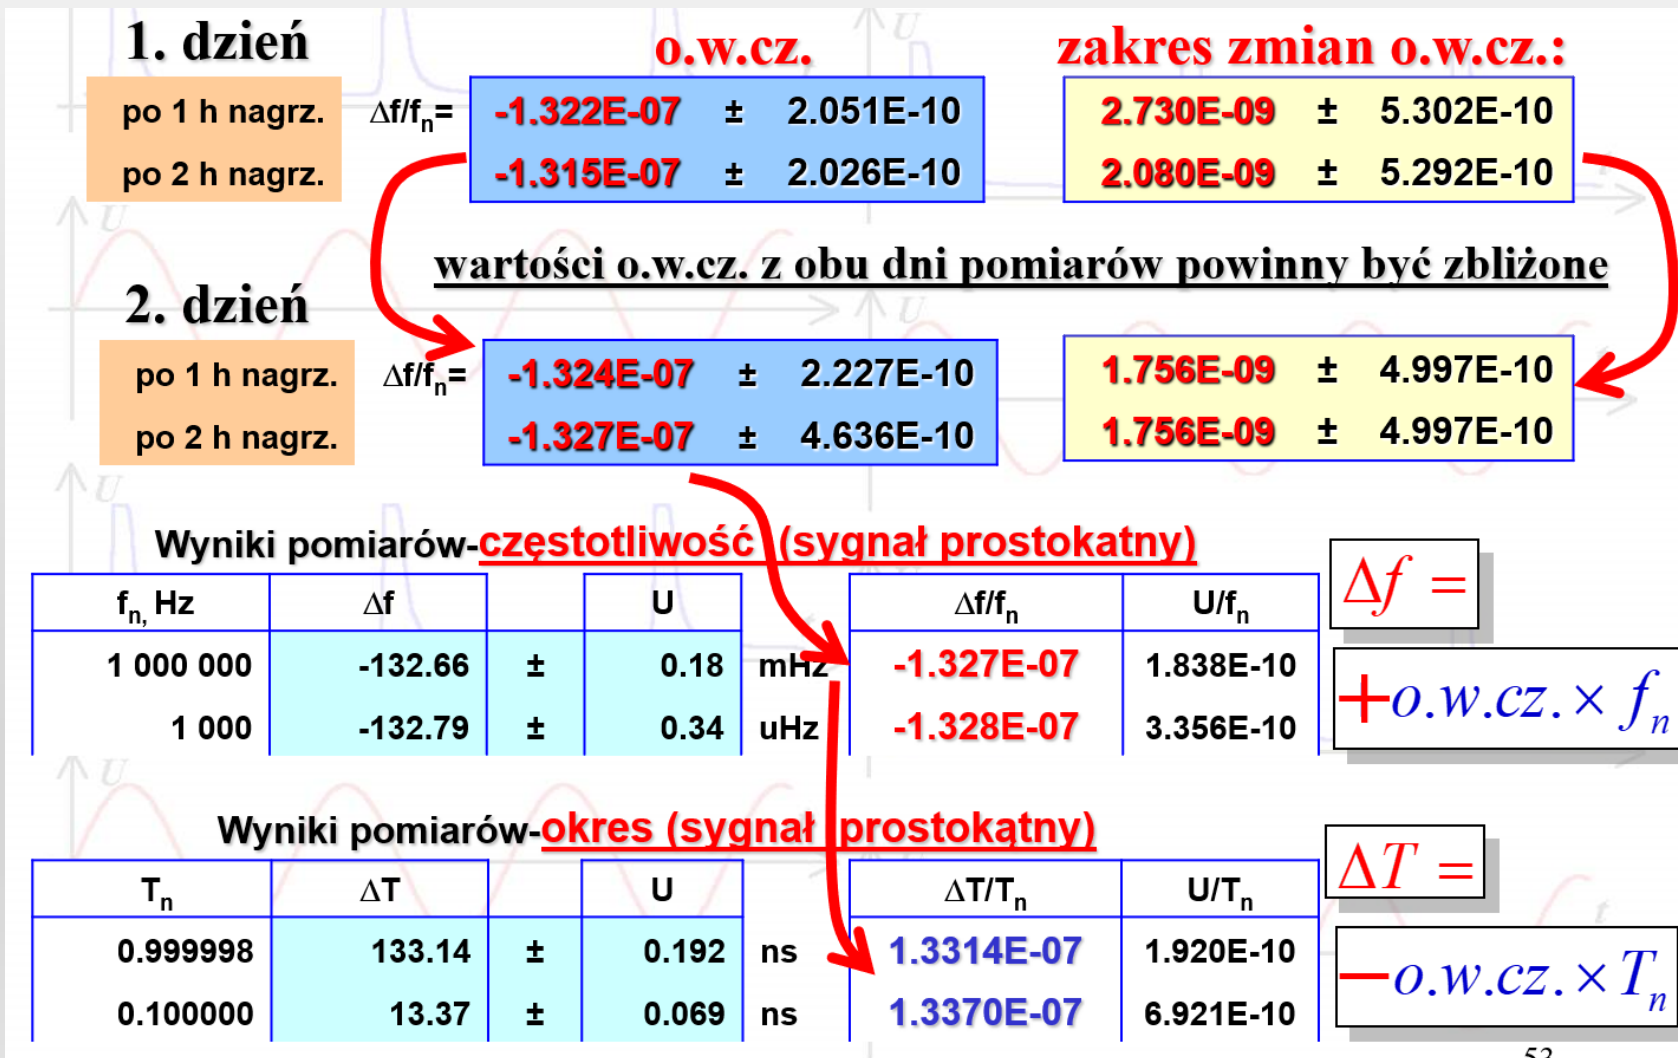 1. dzień
o.w.cz.
zakres zmian o.w.cz.:
po 1 h nagrz. Δf/fn= -1.322E-07 ± 2.051E-10 2.730E-09 ± 5.302E-10
po 2 h nagrz. -1.315E-07 ± 2.026E-10 2.080E-09 ± 5.292E-10
wartości o.w.cz. z obu dni pomiarów powinny być zbliżone
2. dzień
po 1 h nagrz. Δf/fn= -1.324E-07 ± 2.227E-10 1.756E-09 ± 4.997E-10
po 2 h nagrz. -1.327E-07 ± 4.636E-10 1.756E-09 ± 4.997E-10
Wyniki pomiarów-częstotliwość (sygnał prostokatny)
fn, Hz Δf U Δf/fn U/fn
1 000 000 -132.66 ± 0.18 mHz -1.327E-07 1.838E-10
1 000 -132.79 ± 0.34 uHz -1.328E-07 3.356E-10
Δf =
+o.w.cz. × fn
Wyniki pomiarów-okres (sygnał prostokątny)
Tn ΔT U ΔT/Tn U/Tn
0.999998 133.14 ± 0.192 ns 1.3314E-07 1.920E-10
0.100000 13.37 ± 0.069 ns 1.3370E-07 6.921E-10
ΔT =
−o.w.cz. × Tn